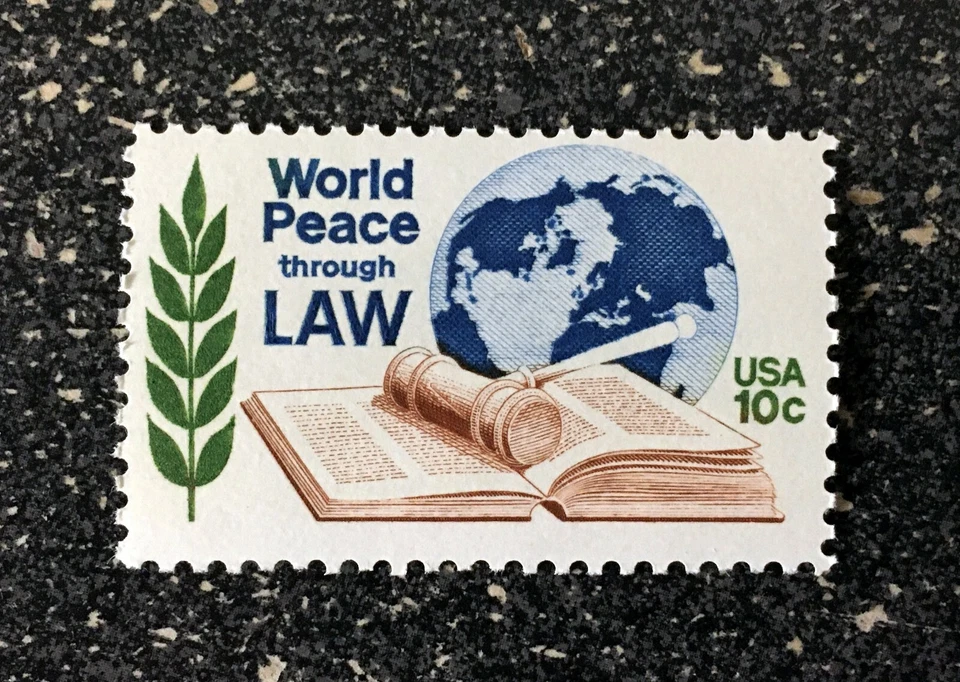 World
Peace
through
LAW
USA
10c